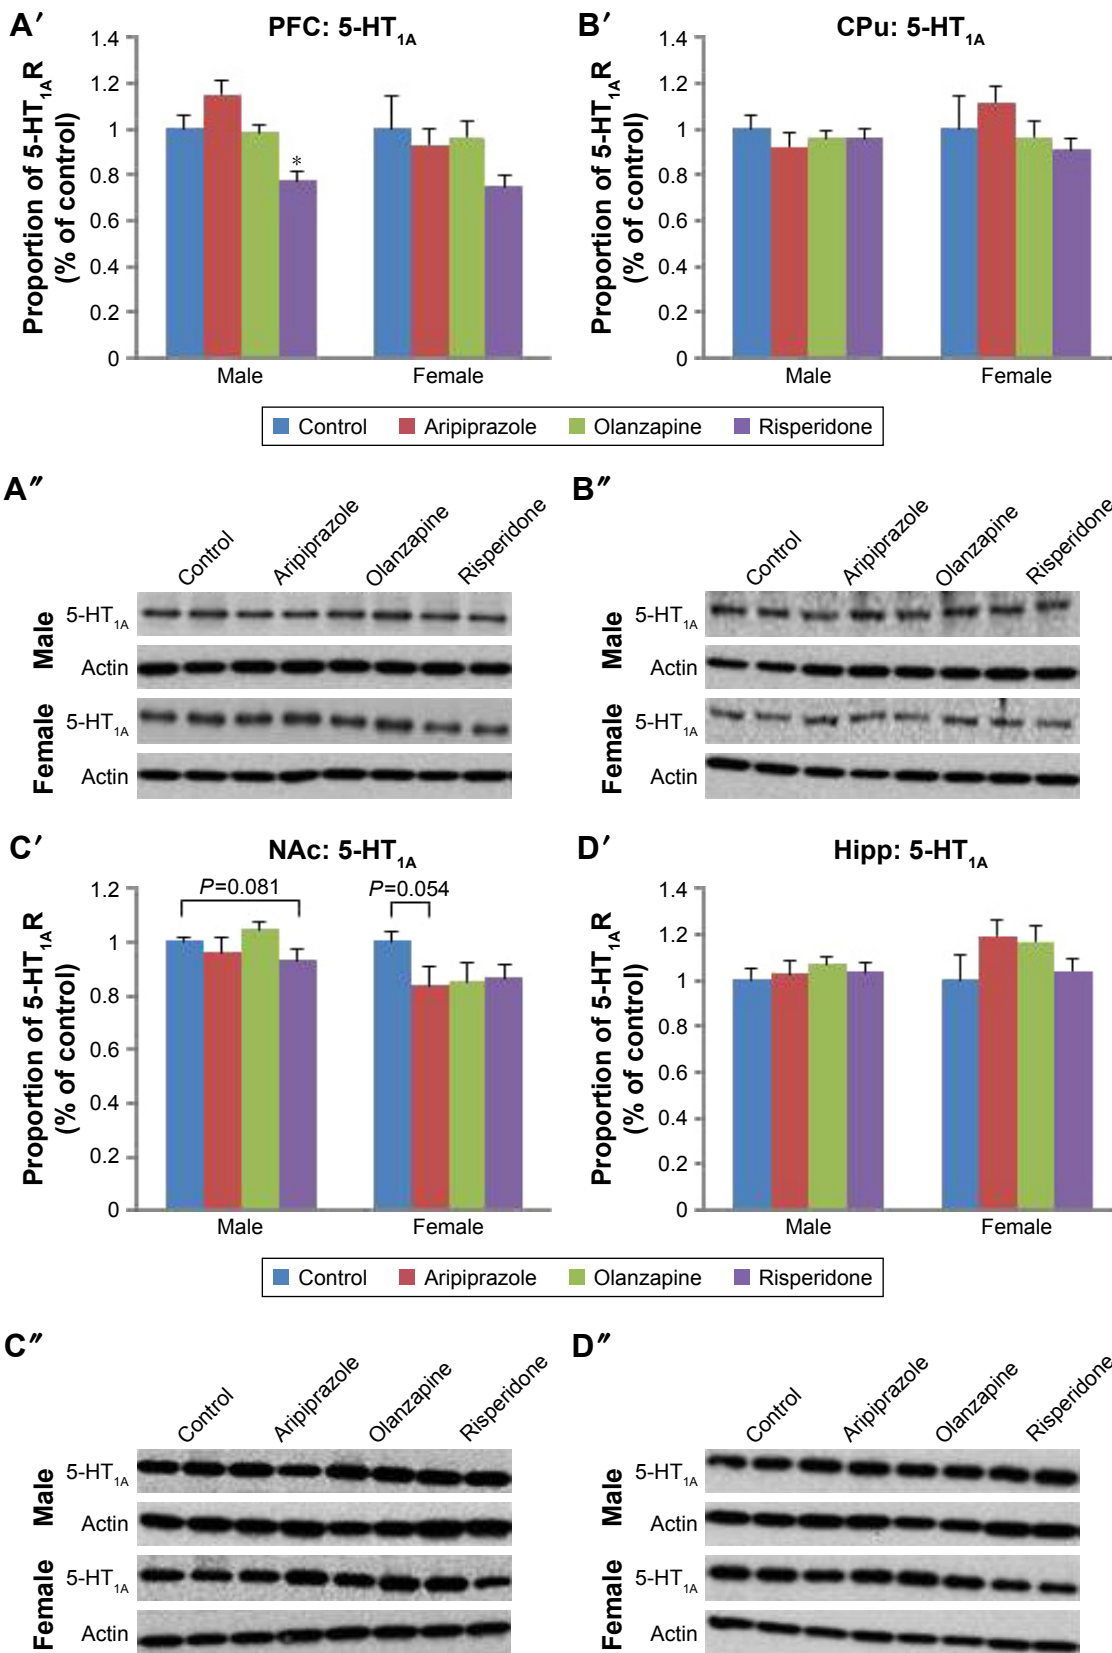 A′ PFC: 5-HT1A
Proportion of 5-HT1AR
(% of control)
1.4
1.2
1
0.8
0.6
0.4
0.2
0
*
Male Female
B′ CPu: 5-HT1A
Proportion of 5-HT1AR
(% of control)
1.4
1.2
1
0.8
0.6
0.4
0.2
0
Male Female
Control Aripiprazole Olanzapine Risperidone
A″
Control Aripiprazole Olanzapine Risperidone
Male
5-HT1A
Actin
Female
5-HT1A
Actin
B″
Control Aripiprazole Olanzapine Risperidone
Male
5-HT1A
Actin
Female
5-HT1A
Actin
C′ NAc: 5-HT1A
Proportion of 5-HT1AR
(% of control)
1.2
1
0.8
0.6
0.4
0.2
0
P=0.081 P=0.054
Male Female
D′ Hipp: 5-HT1A
Proportion of 5-HT1AR
(% of control)
1.4
1.2
1
0.8
0.6
0.4
0.2
0
Male Female
Control Aripiprazole Olanzapine Risperidone
C″
Control Aripiprazole Olanzapine Risperidone
Male
5-HT1A
Actin
Female
5-HT1A
Actin
D″
Control Aripiprazole Olanzapine Risperidone
Male
5-HT1A
Actin
Female
5-HT1A
Actin